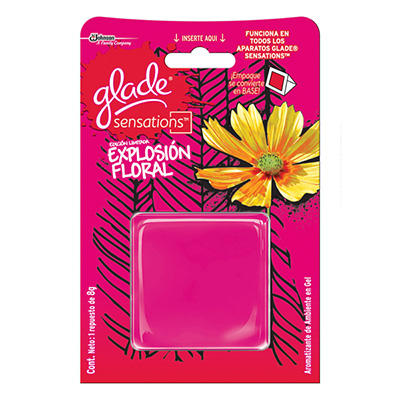 SC Johnson
A Family Company
↓ INSERTE AQUÍ ↓
FUNCIONA EN
TODOS LOS
APARATOS GLADE®
SENSATIONS™
¡Empaque
se convierte
en BASE!
glade®
sensations™
EDICIÓN LIMITADA
EXPLOSIÓN
FLORAL
Cont. Neto: 1 repuesto de 8g
Aromatizante de Ambiente en Gel